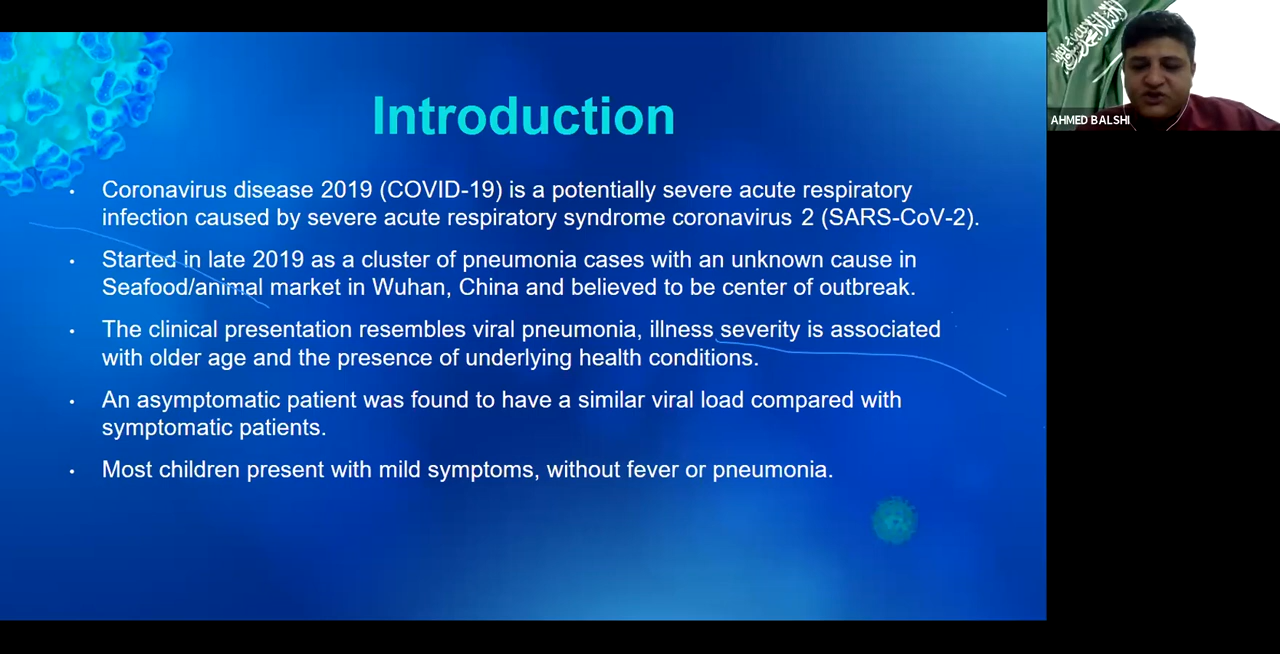 Introduction
• Coronavirus disease 2019 (COVID-19) is a potentially severe acute respiratory
infection caused by severe acute respiratory syndrome coronavirus 2 (SARS-CoV-2).
• Started in late 2019 as a cluster of pneumonia cases with an unknown cause in
Seafood/animal market in Wuhan, China and believed to be center of outbreak.
• The clinical presentation resembles viral pneumonia, illness severity is associated
with older age and the presence of underlying health conditions.
• An asymptomatic patient was found to have a similar viral load compared with
symptomatic patients.
• Most children present with mild symptoms, without fever or pneumonia.
AHMED BALSHI